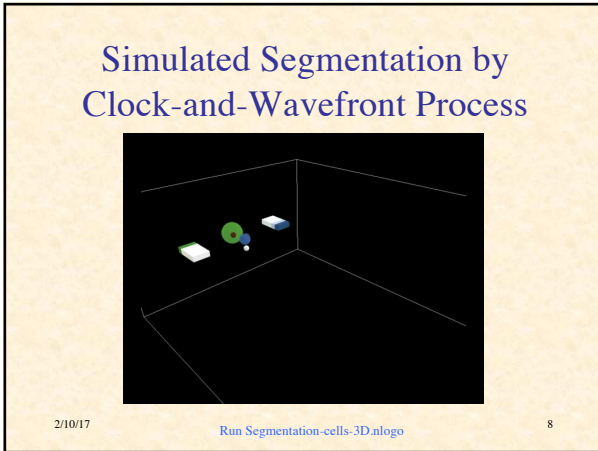 Simulated Segmentation by
Clock-and-Wavefront Process
2/10/17
Run Segmentation-cells-3D.nlogo
8